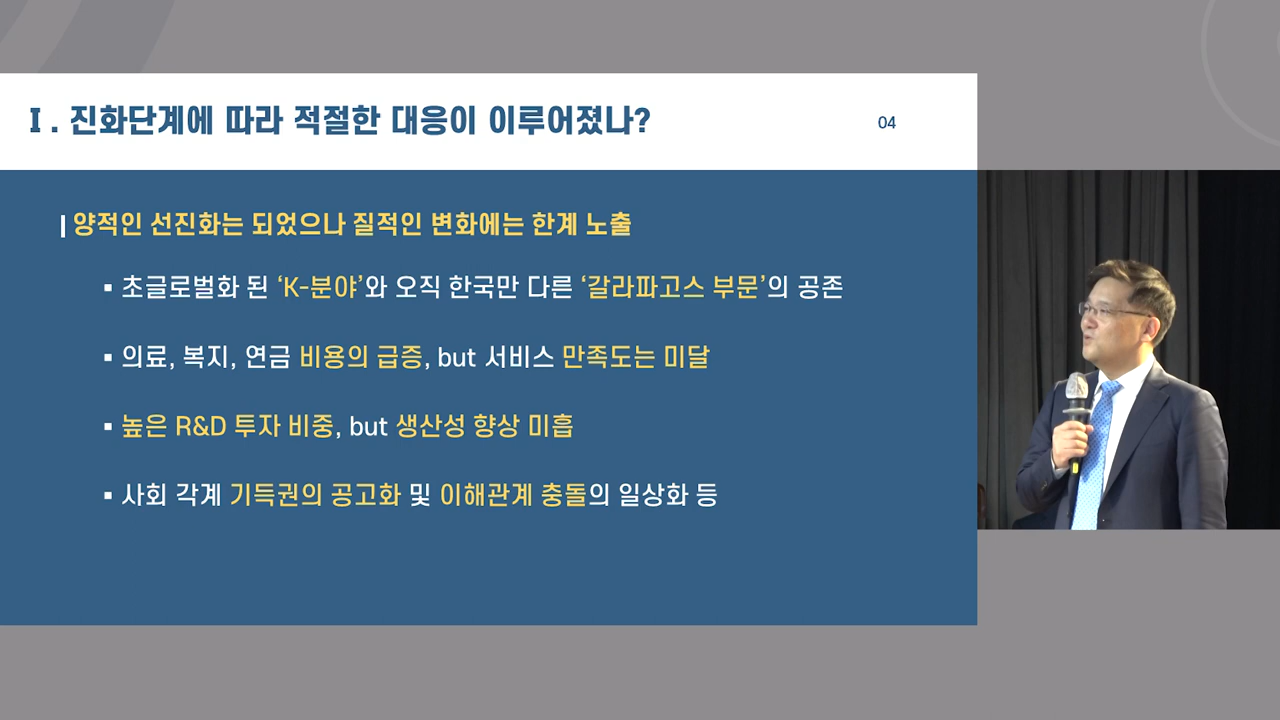 Ⅰ. 진화단계에 따라 적절한 대응이 이루어졌나?
04
양적인 선진화는 되었으나 질적인 변화에는 한계 노출
▪ 초글로벌화 된 ‘K-분야’와 오직 한국만 다른 ‘갈라파고스 부문’의 공존
▪ 의료, 복지, 연금 비용의 급증, but 서비스 만족도는 미달
▪ 높은 R&D 투자 비중, but 생산성 향상 미흡
▪ 사회 각계 기득권의 공고화 및 이해관계 충돌의 일상화 등